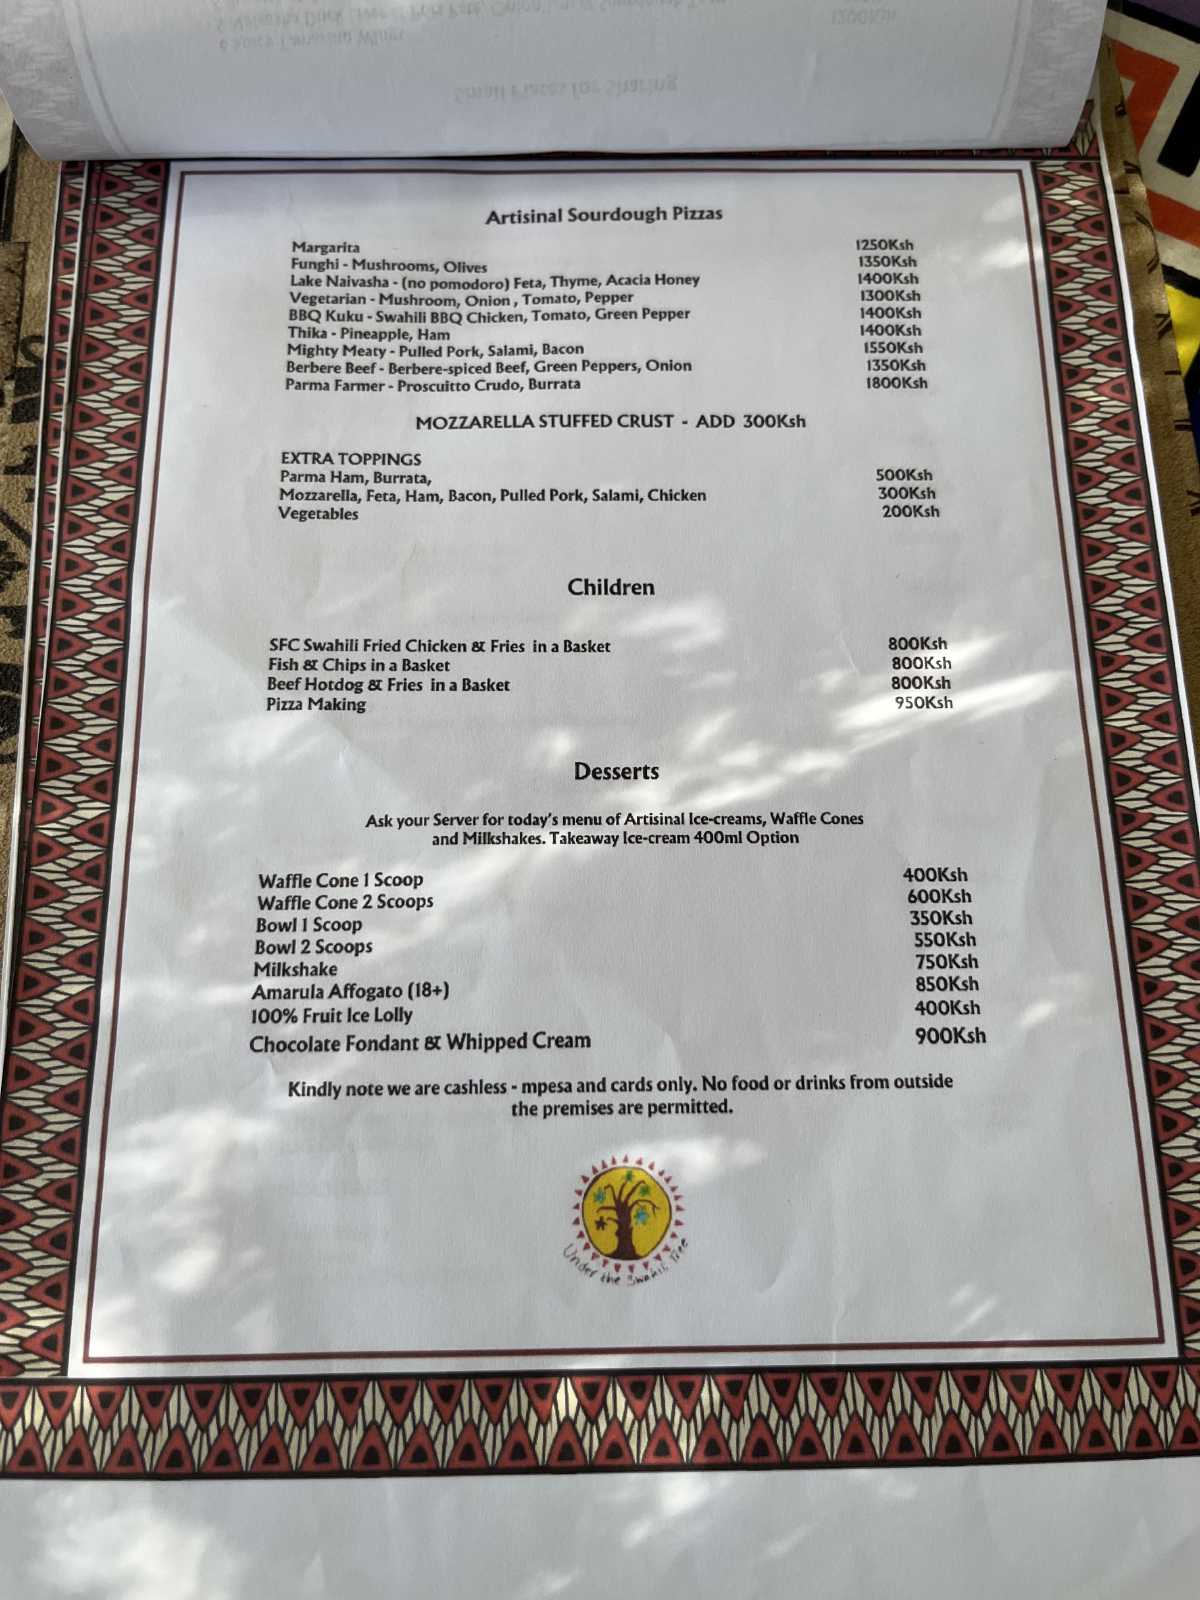 Small Plates for Sharing
1200Ksh
Artisinal Sourdough Pizzas
Margarita 1250Ksh
Funghi - Mushrooms, Olives 1350Ksh
Lake Naivasha - (no pomodoro) Feta, Thyme, Acacia Honey 1400Ksh
Vegetarian - Mushroom, Onion , Tomato, Pepper 1300Ksh
BBQ Kuku - Swahili BBQ Chicken, Tomato, Green Pepper 1400Ksh
Thika - Pineapple, Ham 1400Ksh
Mighty Meaty - Pulled Pork, Salami, Bacon 1550Ksh
Berbere Beef - Berbere-spiced Beef, Green Peppers, Onion 1350Ksh
Parma Farmer - Proscuitto Crudo, Burrata 1800Ksh
MOZZARELLA STUFFED CRUST - ADD 300Ksh
EXTRA TOPPINGS
Parma Ham, Burrata, 500Ksh
Mozzarella, Feta, Ham, Bacon, Pulled Pork, Salami, Chicken 300Ksh
Vegetables 200Ksh
Children
SFC Swahili Fried Chicken & Fries in a Basket 800Ksh
Fish & Chips in a Basket 800Ksh
Beef Hotdog & Fries in a Basket 800Ksh
Pizza Making 950Ksh
Desserts
Ask your Server for today's menu of Artisinal Ice-creams, Waffle Cones
and Milkshakes. Takeaway Ice-cream 400ml Option
Waffle Cone 1 Scoop 400Ksh
Waffle Cone 2 Scoops 600Ksh
Bowl 1 Scoop 350Ksh
Bowl 2 Scoops 550Ksh
Milkshake 750Ksh
Amarula Affogato (18+) 850Ksh
100% Fruit Ice Lolly 400Ksh
Chocolate Fondant & Whipped Cream 900Ksh
Kindly note we are cashless - mpesa and cards only. No food or drinks from outside
the premises are permitted.
Under the Swahili Tree